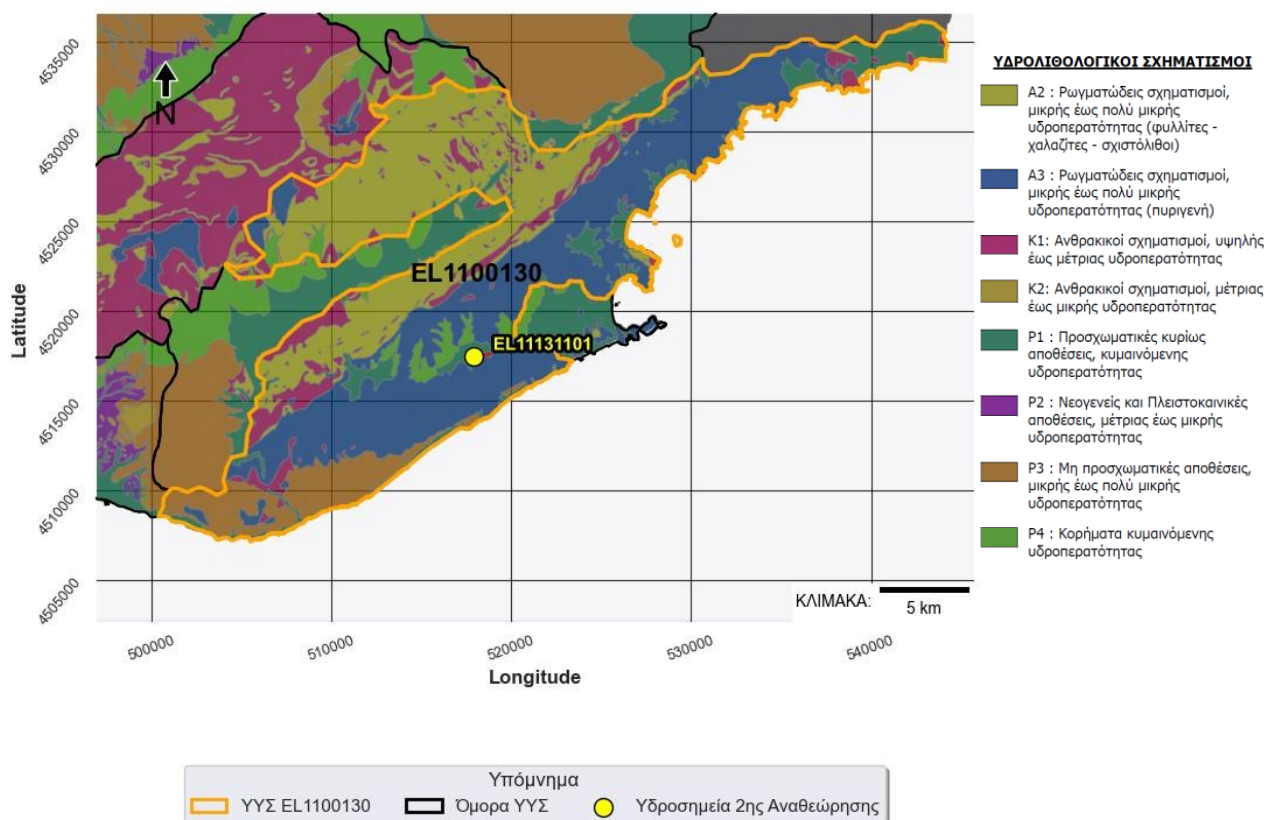 4535000
4530000
4525000
4520000
4515000
4510000
4505000
Latitude
N
EL1100130
EL11131101
ΚΛΙΜΑΚΑ:
5 km
500000
510000
520000
530000
540000
Longitude
ΥΔΡΟΛΙΘΟΛΟΓΙΚΟΙ ΣΧΗΜΑΤΙΣΜΟΙ
Α2 : Ρωγματώδεις σχηματισμοί,
μικρής έως πολύ μικρής
υδροπερατότητας (φυλλίτες -
χαλαζίτες - σχιστόλιθοι)
Α3 : Ρωγματώδεις σχηματισμοί,
μικρής έως πολύ μικρής
υδροπερατότητας (πυριγενή)
Κ1: Ανθρακικοί σχηματισμοί, υψηλής
έως μέτριας υδροπερατότητας
Κ2: Ανθρακικοί σχηματισμοί, μέτριας
έως μικρής υδροπερατότητας
Ρ1 : Προσχωματικές κυρίως
αποθέσεις, κυμαινόμενης
υδροπερατότητας
Ρ2 : Νεογενείς και Πλειστοκαινικές
αποθέσεις, μέτριας έως μικρής
υδροπερατότητας
Ρ3 : Μη προσχωματικές αποθέσεις,
μικρής έως πολύ μικρής
υδροπερατότητας
Ρ4 : Κορήματα κυμαινόμενης
υδροπερατότητας
Υπόμνημα
ΥΥΣ EL1100130
Όμορα ΥΥΣ
Υδροσημεία 2ης Αναθεώρησης